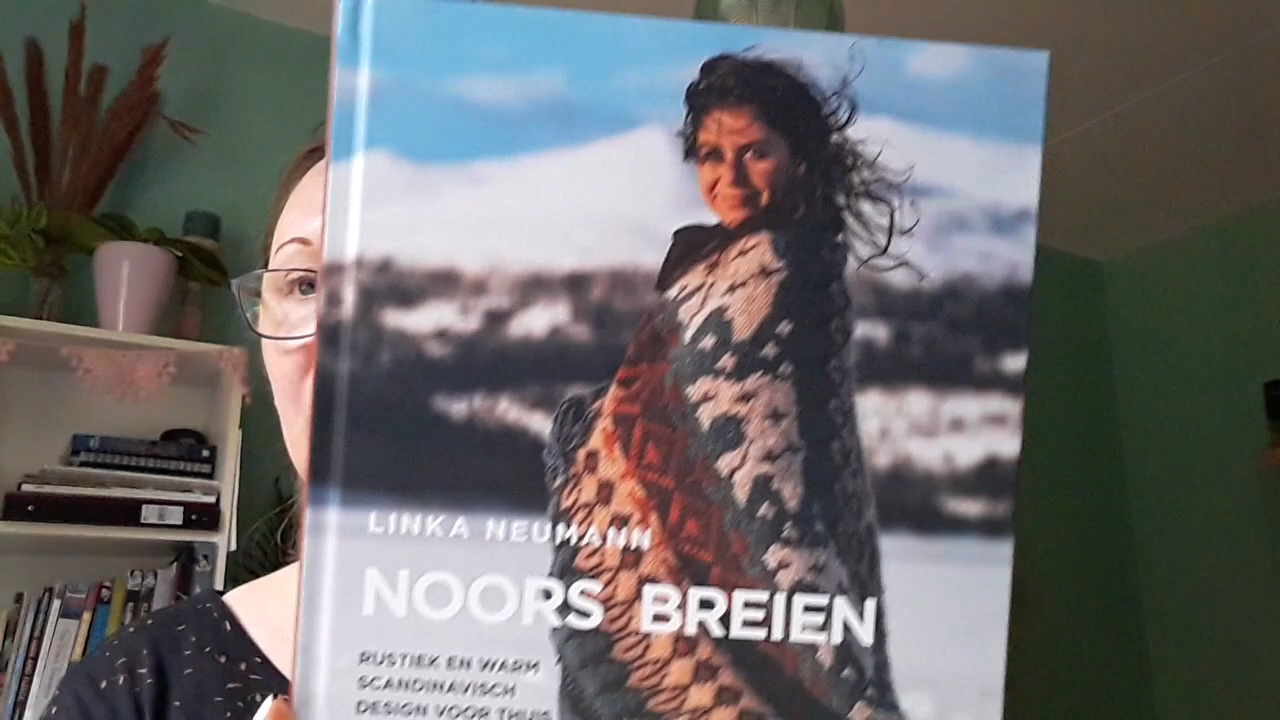 LINKA NEUMANN
NOORS BREIEN
RUSTIEK EN WARM
SCANDINAVISCH
DESIGN VOOR THUIS